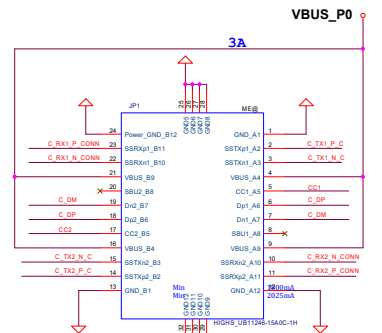 VBUS_P0
3A
JP1
ME@
25
26
27
28
GND5
GND6
GND7
GND8
24 Power_GND_B12 GND_A1 1
C_RX1_P_CONN 23 SSRXp1_B11 SSTXp1_A2 2 C_TX1_P_C
C_RX1_N_CONN 22 SSRXn1_B10 SSTXn1_A3 3 C_TX1_N_C
21 VBUS_B9 VBUS_A4 4
20 SBU2_B8 CC1_A5 5 CC1
C_DM 19 Dn2_B7 Dp1_A6 6 C_DP
C_DP 18 Dp2_B6 Dn1_A7 7 C_DM
CC2 17 CC2_B5 SBU1_A8 8
16 VBUS_B4 VBUS_A9 9
C_TX2_N_C 15 SSTXn2_B3 SSRXn2_A10 10 C_RX2_N_CONN
C_TX2_P_C 14 SSTXp2_B2 SSRXp2_A11 11 C_RX2_P_CONN
13 GND_B1 GND_A12 12
Min
2025mA
32
31
30
29
HIGHS_UB11246-15A0C-1H